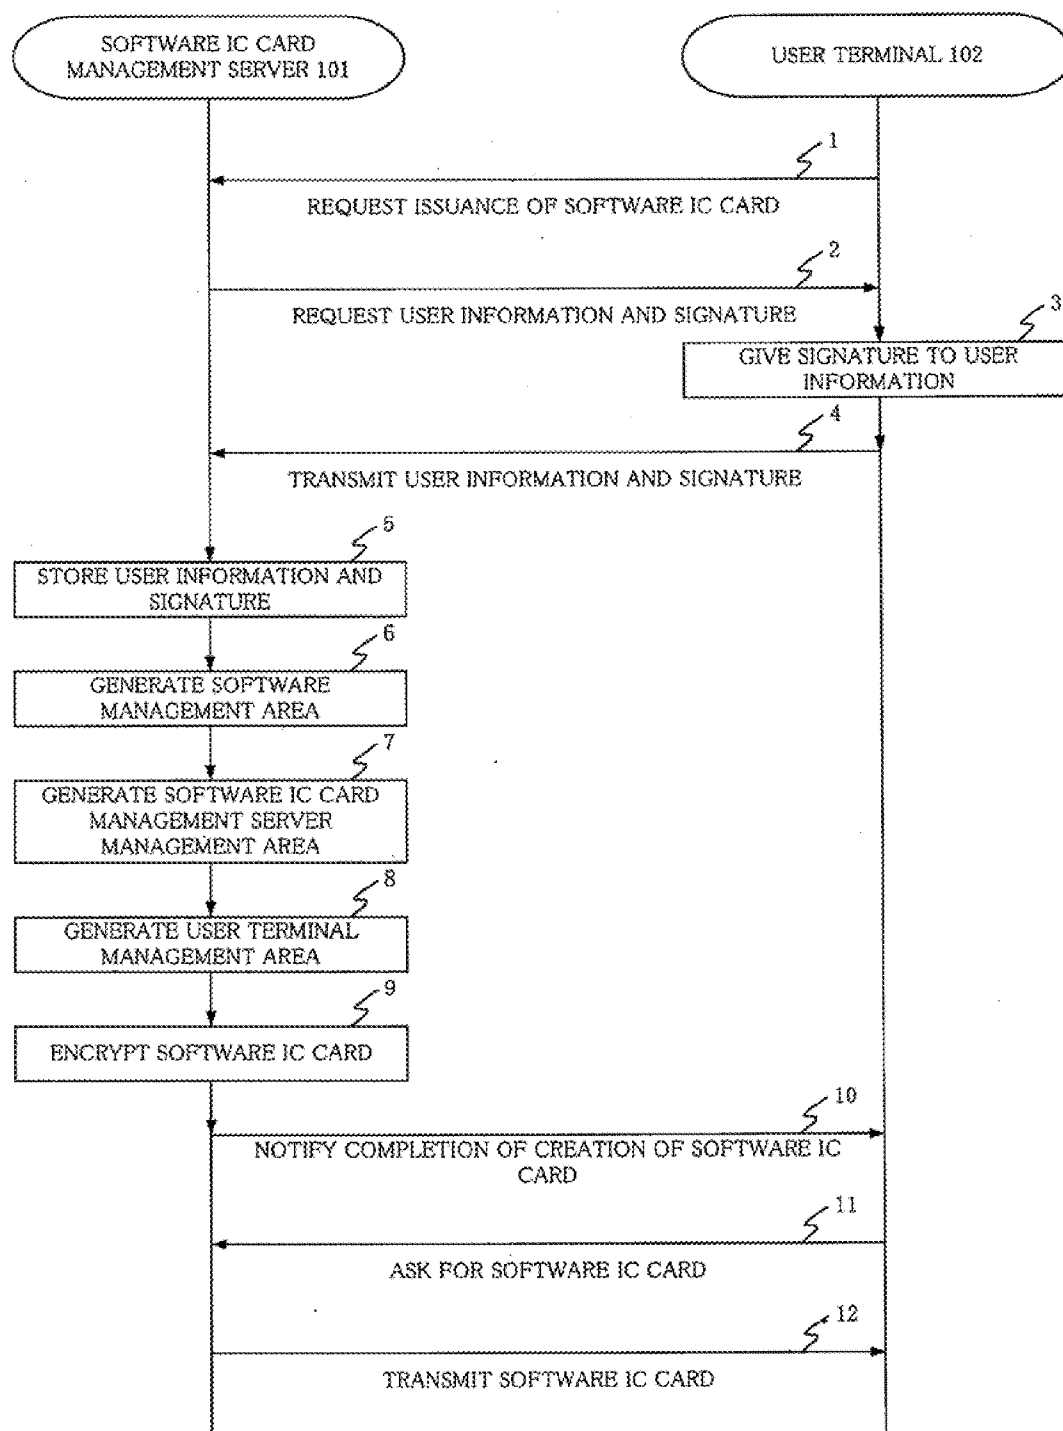 SOFTWARE IC CARD
MANAGEMENT SERVER 101
USER TERMINAL 102
1
REQUEST ISSUANCE OF SOFTWARE IC CARD
2
REQUEST USER INFORMATION AND SIGNATURE
3
GIVE SIGNATURE TO USER
INFORMATION
4
TRANSMIT USER INFORMATION AND SIGNATURE
5
STORE USER INFORMATION AND
SIGNATURE
6
GENERATE SOFTWARE
MANAGEMENT AREA
7
GENERATE SOFTWARE IC CARD
MANAGEMENT SERVER
MANAGEMENT AREA
8
GENERATE USER TERMINAL
MANAGEMENT AREA
9
ENCRYPT SOFTWARE IC CARD
10
NOTIFY COMPLETION OF CREATION OF SOFTWARE IC
CARD
11
ASK FOR SOFTWARE IC CARD
12
TRANSMIT SOFTWARE IC CARD